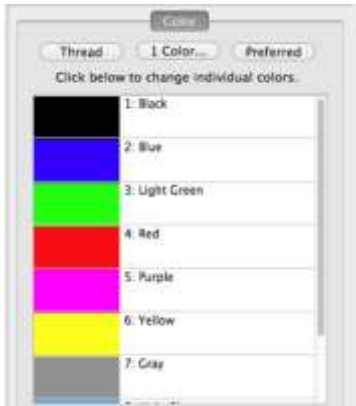 Color
Thread 1 Color... Preferred
Click below to change individual colors.
1: Black
2: Blue
3: Light Green
4: Red
5: Purple
6: Yellow
7: Gray